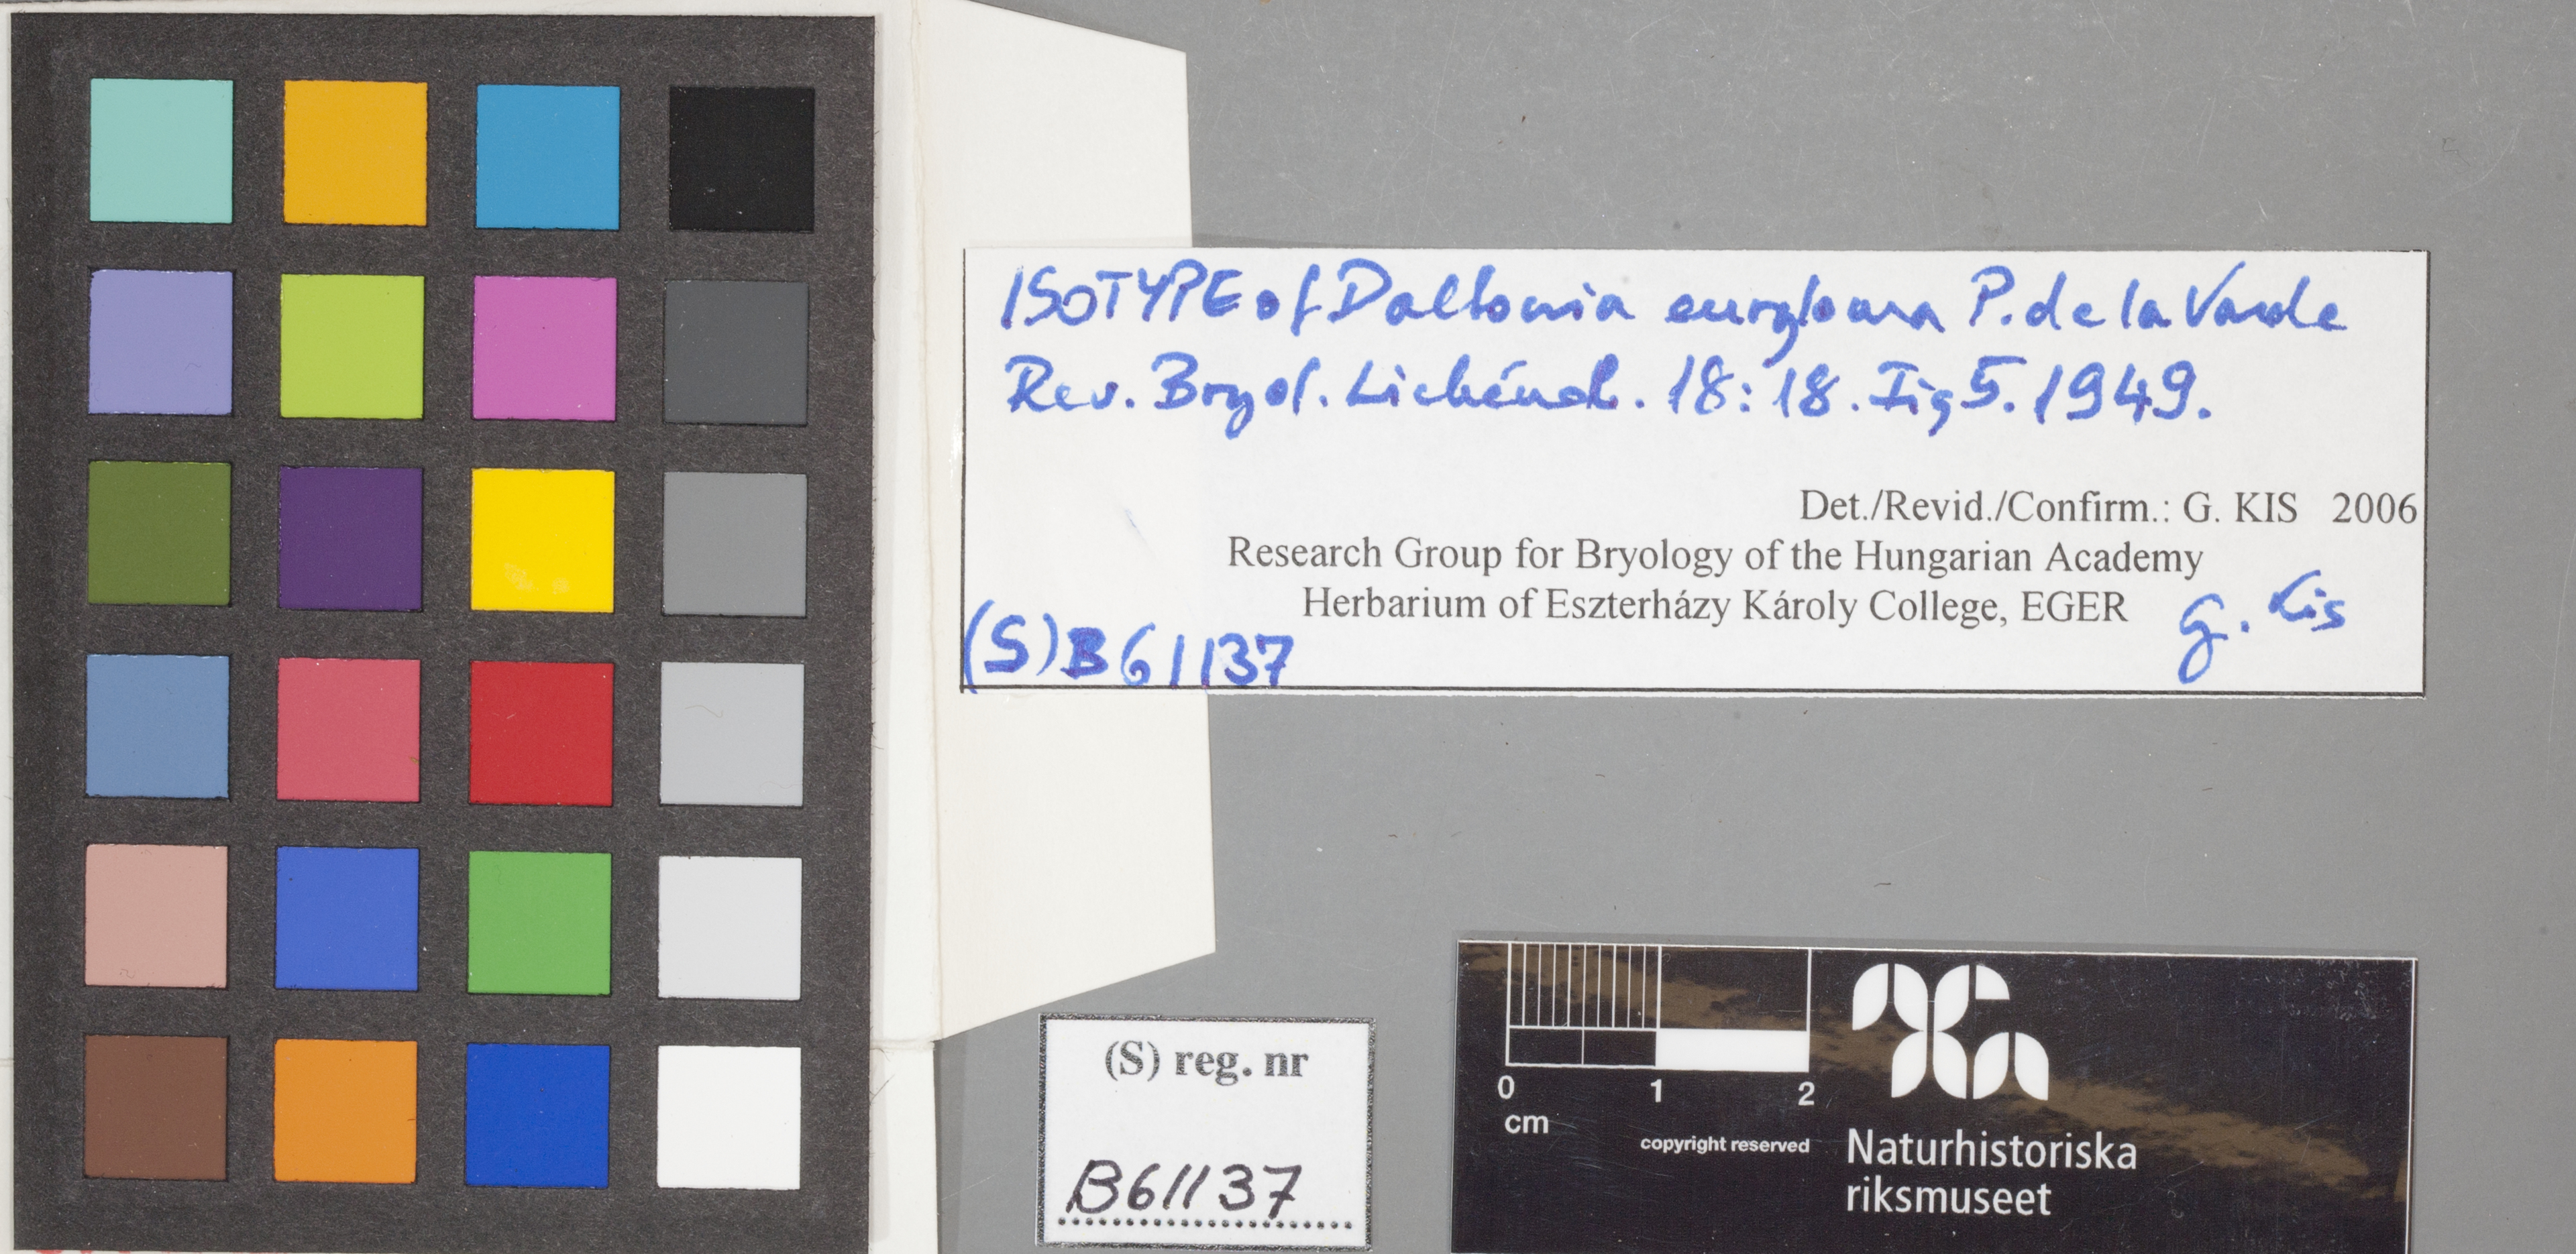 ISOTYPE of Daltonia euryloma P. de la Varde
Rev. Bryol. Lichénol. 18: 18. Fig 5. 1949.
Det./Revid./Confirm.: G. KIS 2006
Research Group for Bryology of the Hungarian Academy
Herbarium of Eszterházy Károly College, EGER
G. Kis
(S) B61137
(S) reg. nr
B61137
0 1 2
cm
copyright reserved
Naturhistoriska
riksmuseet